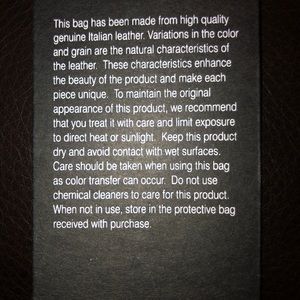 This bag has been made from high quality
genuine Italian leather. Variations in the color
and grain are the natural characteristics of
the leather.  These characteristics enhance
the beauty of the product and make each
piece unique.  To maintain the original
appearance of this product, we recommend
that you treat it with care and limit exposure
to direct heat or sunlight.  Keep this product
dry and avoid contact with wet surfaces.
Care should be taken when using this bag
as color transfer can occur.  Do not use
chemical cleaners to care for this product.
When not in use, store in the protective bag
received with purchase.